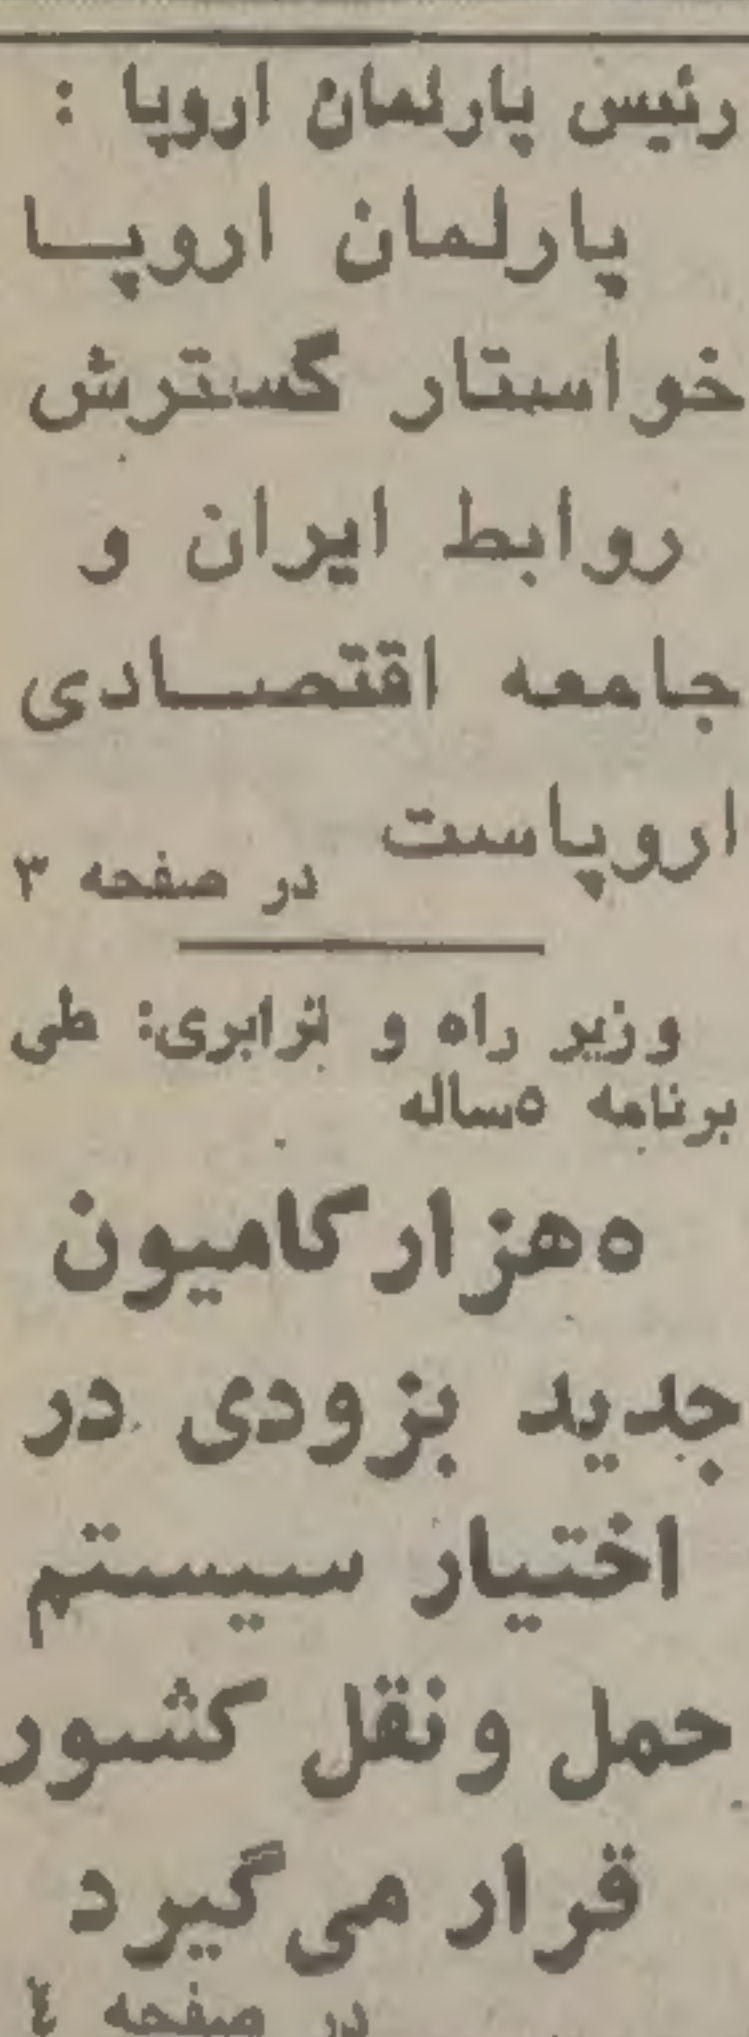 رئیس پارلمان اروپا :
پارلمان اروپا
خواستار گسترش
روابط ایران و
جامعه اقتصادی
اروپاست
در صفحه ۳
وزیر راه و ترابری: طی
برنامه ۵ساله
۵هزار کامیون
جدید بزودی در
اختیار سیستم
حمل و نقل کشور
قرار می‌گیرد
در صفحه ٤